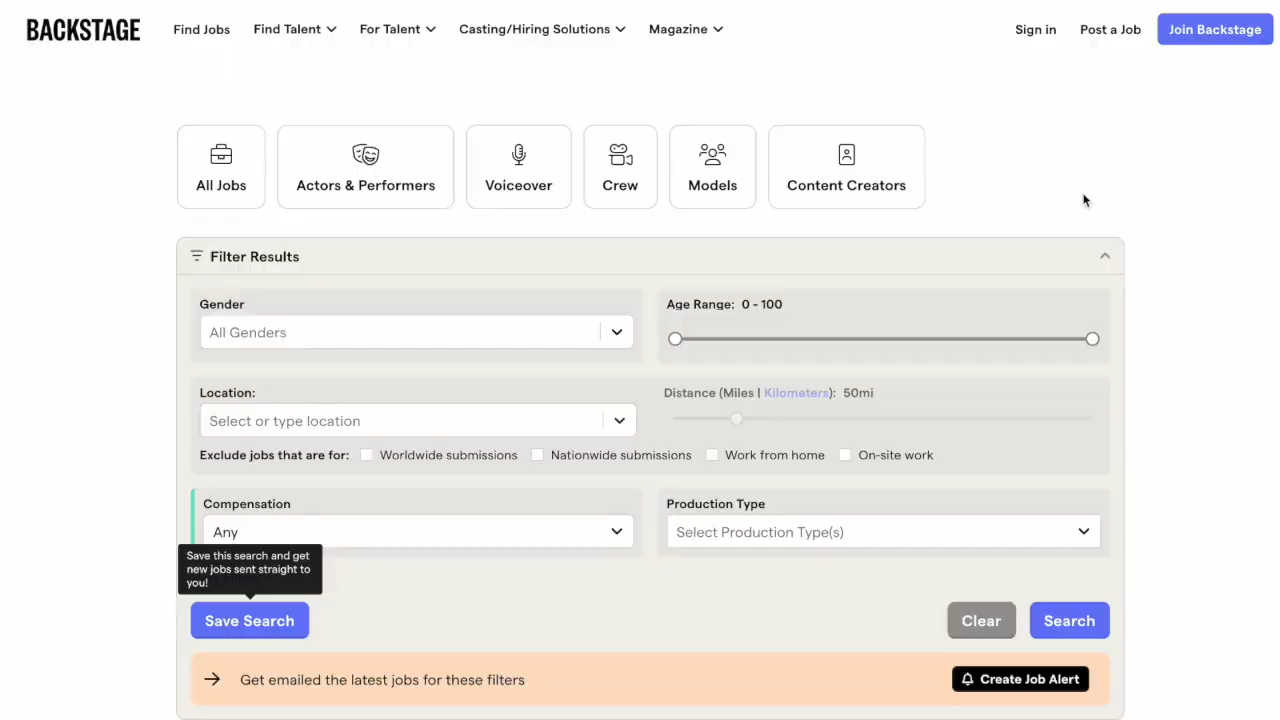 BACKSTAGE Find Jobs Find Talent For Talent Casting/Hiring Solutions Magazine Sign in Post a Job Join Backstage
All Jobs Actors & Performers Voiceover Crew Models Content Creators
Filter Results
Gender Age Range: 0 - 100
All Genders
Location: Distance (Miles | Kilometers): 50mi
Select or type location
Exclude jobs that are for: Worldwide submissions Nationwide submissions Work from home On-site work
Compensation Production Type
Any Select Production Type(s)
Save this search and get
new jobs sent straight to
you!
Save Search Clear Search
Get emailed the latest jobs for these filters Create Job Alert